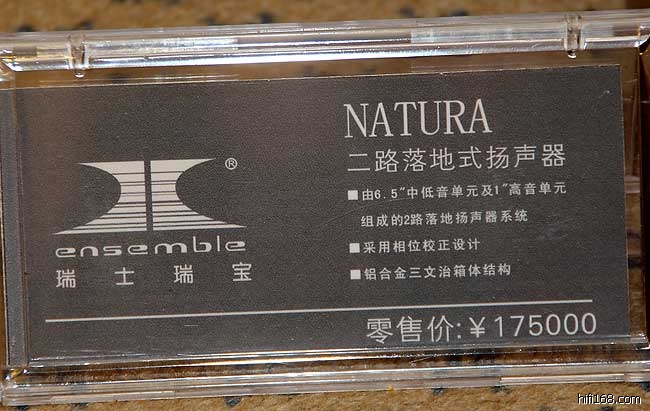 ensemble®
瑞士瑞宝
NATURA
二路落地式扬声器
■由6.5"中低音单元及1"高音单元
组成的2路落地扬声器系统
■采用相位校正设计
■铝合金三文治箱体结构
零售价:¥175000
hifi168.com